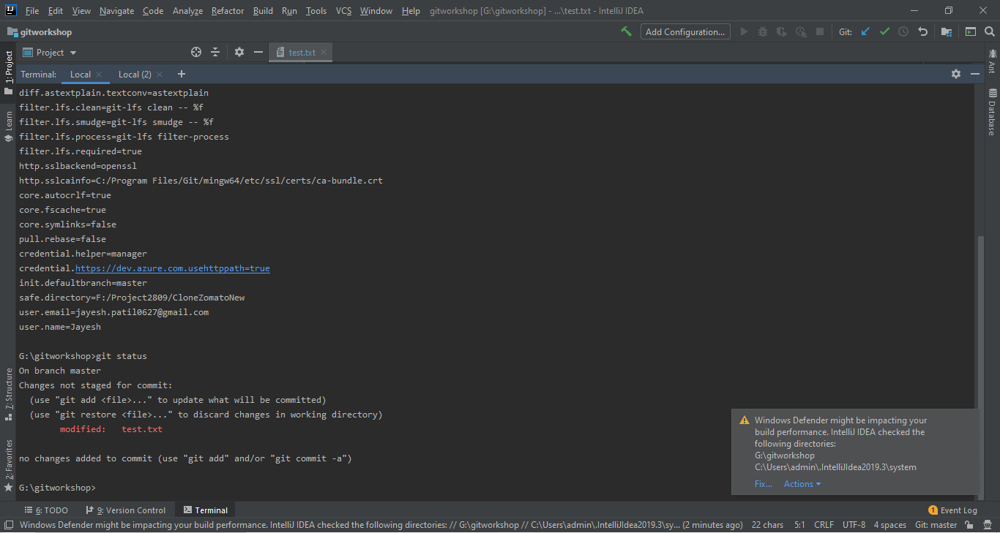 File Edit View Navigate Code Analyze Refactor Build Run Tools VCS Window Help gitworkshop [G:\gitworkshop] - ...\test.txt - IntelliJ IDEA
gitworkshop
Add Configuration...
Git:
Project
test.txt
Terminal: Local Local (2)
diff.astextplain.textconv=astextplain
filter.lfs.clean=git-lfs clean -- %f
filter.lfs.smudge=git-lfs smudge -- %f
filter.lfs.process=git-lfs filter-process
filter.lfs.required=true
http.sslbackend=openssl
http.sslcainfo=C:/Program Files/Git/mingw64/etc/ssl/certs/ca-bundle.crt
core.autocrlf=true
core.fscache=true
core.symlinks=false
pull.rebase=false
credential.helper=manager
credential.https://dev.azure.com.usehttppath=true
init.defaultbranch=master
safe.directory=F:/Project2809/CloneZomatoNew
user.email=jayesh.patil0627@gmail.com
user.name=Jayesh
G:\gitworkshop>git status
On branch master
Changes not staged for commit:
(use "git add <file>..." to update what will be committed)
(use "git restore <file>..." to discard changes in working directory)
modified: test.txt
no changes added to commit (use "git add" and/or "git commit -a")
G:\gitworkshop>
1: Project
Learn
7: Structure
2: Favorites
Ant
Database
Windows Defender might be impacting your
build performance. IntelliJ IDEA checked the
following directories:
G:\gitworkshop
C:\Users\admin\.IntelliJIdea2019.3\system
Fix... Actions
6: TODO 9: Version Control Terminal
1 Event Log
Windows Defender might be impacting your build performance. IntelliJ IDEA checked the following directories: // G:\gitworkshop // C:\Users\admin\.IntelliJIdea2019.3\sy... (2 minutes ago) 22 chars 5:1 CRLF UTF-8 4 spaces Git: master